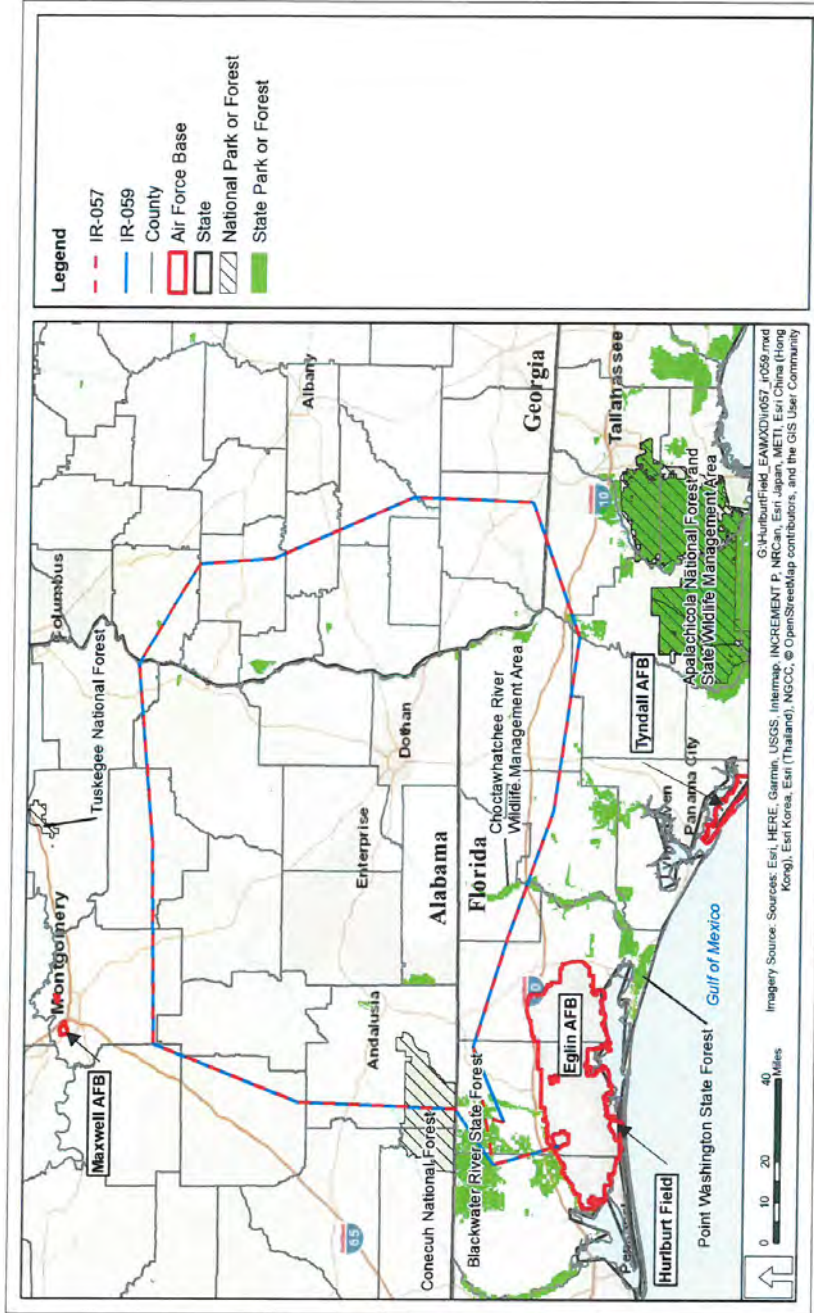 Legend
IR-057
IR-059
County
Air Force Base
State
National Park or Forest
State Park or Forest
Columbus
Tuskegee National Forest
Montgomery
Maxwell AFB
Albany
Dothan
Enterprise
Andalusia
65
Alabama
Florida
Georgia
Conecuh National Forest
Blackwater River State Forest
Choctawhatchee River
Wildlife Management Area
10
Tallahassee
Apalachicola National Forest and
State Wildlife Management Area
Tyndall AFB
Panama City
Eglin AFB
Hurlburt Field
Point Washington State Forest
Gulf of Mexico
0 10 20 40
Miles
G:\HurlburtField_EA\MXD\ir057_ir059.mxd
Imagery Source: Sources: Esri, HERE, Garmin, USGS, Intermap, INCREMENT P, NRCan, Esri Japan, METI, Esri China (Hong
Kong), Esri Korea, Esri (Thailand), NGCC, © OpenStreetMap contributors, and the GIS User Community